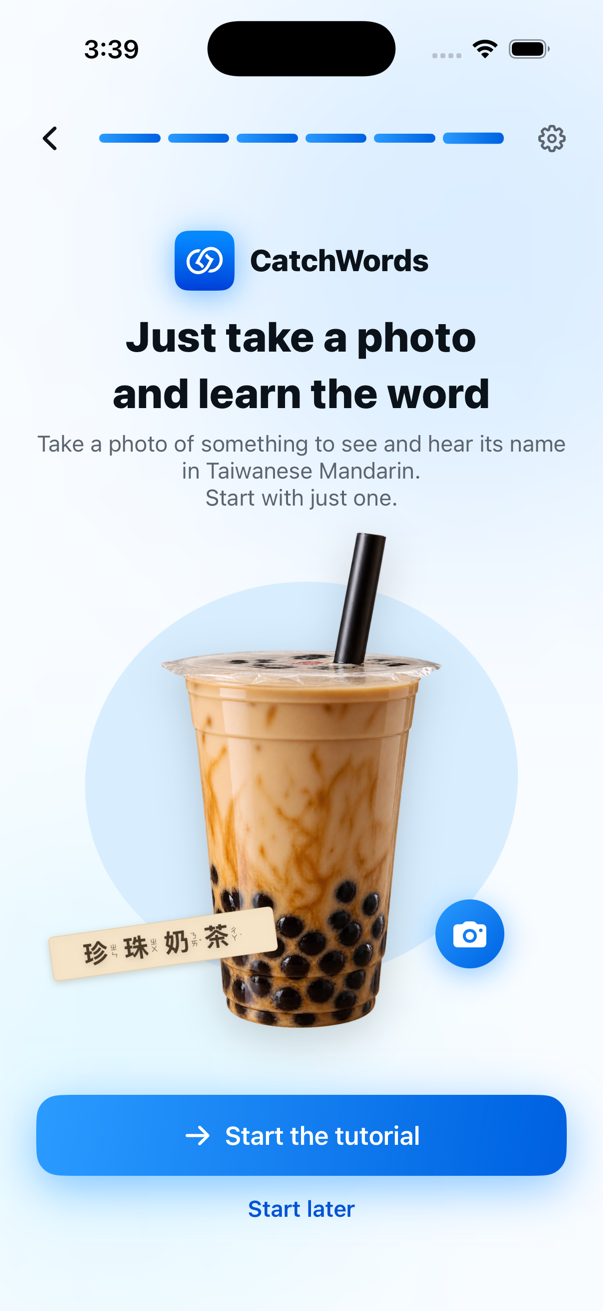 3:39
CatchWords
Just take a photo
and learn the word
Take a photo of something to see and hear its name
in Taiwanese Mandarin.
Start with just one.
珍珠奶茶
Start the tutorial
Start later